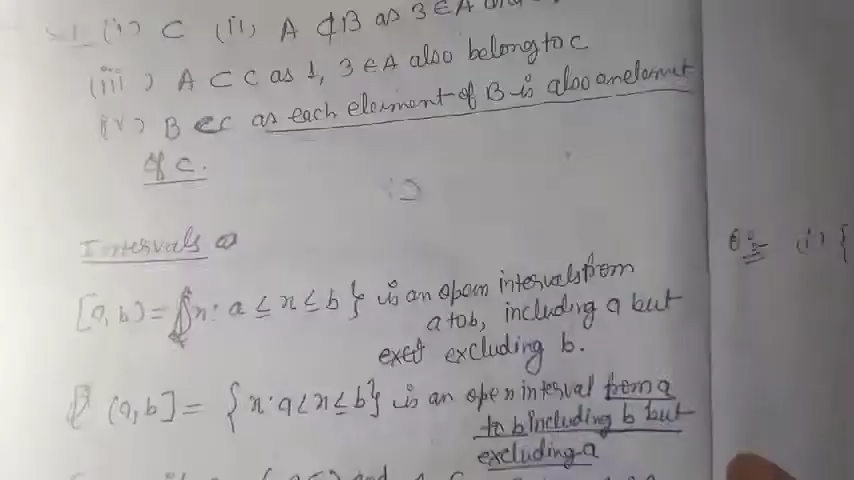 (i) C (ii) A ⊄ B as 3 ∈ A
(iii) A ⊂ C as 1, 3 ∈ A also belong to C
(iv) B ⊂ C as each element of B is also an element
of C.
Intervals
[a, b) = {x : a ≤ x ≤ b} is an open intervals from
a to b, including a but
exet excluding b.
(a, b] = {x : a < x ≤ b} is an open interval from a
to b including b but
excluding a
(i) {